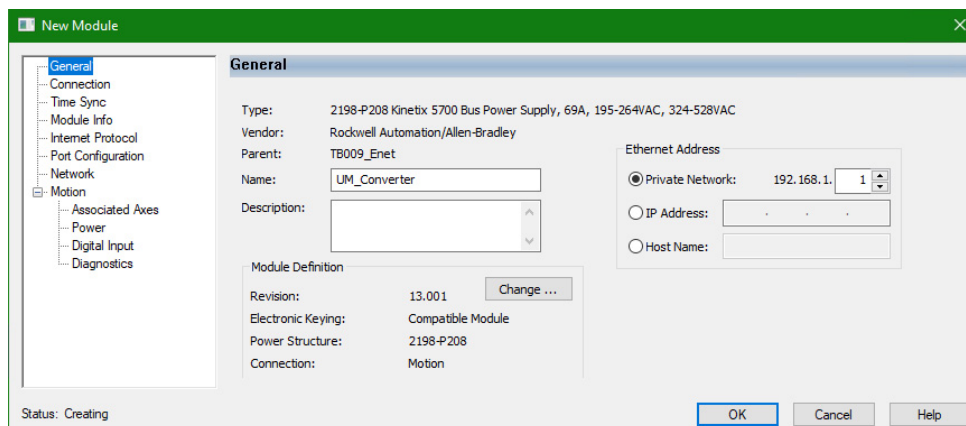 New Module
General
Connection
Time Sync
Module Info
Internet Protocol
Port Configuration
Network
Motion
Associated Axes
Power
Digital Input
Diagnostics
General
Type: 2198-P208 Kinetix 5700 Bus Power Supply, 69A, 195-264VAC, 324-528VAC
Vendor: Rockwell Automation/Allen-Bradley
Parent: TB009_Enet
Name: UM_Converter
Description:
Ethernet Address
Private Network: 192.168.1. 1
IP Address: . . .
Host Name:
Module Definition
Revision: 13.001 Change ...
Electronic Keying: Compatible Module
Power Structure: 2198-P208
Connection: Motion
Status: Creating
OK Cancel Help